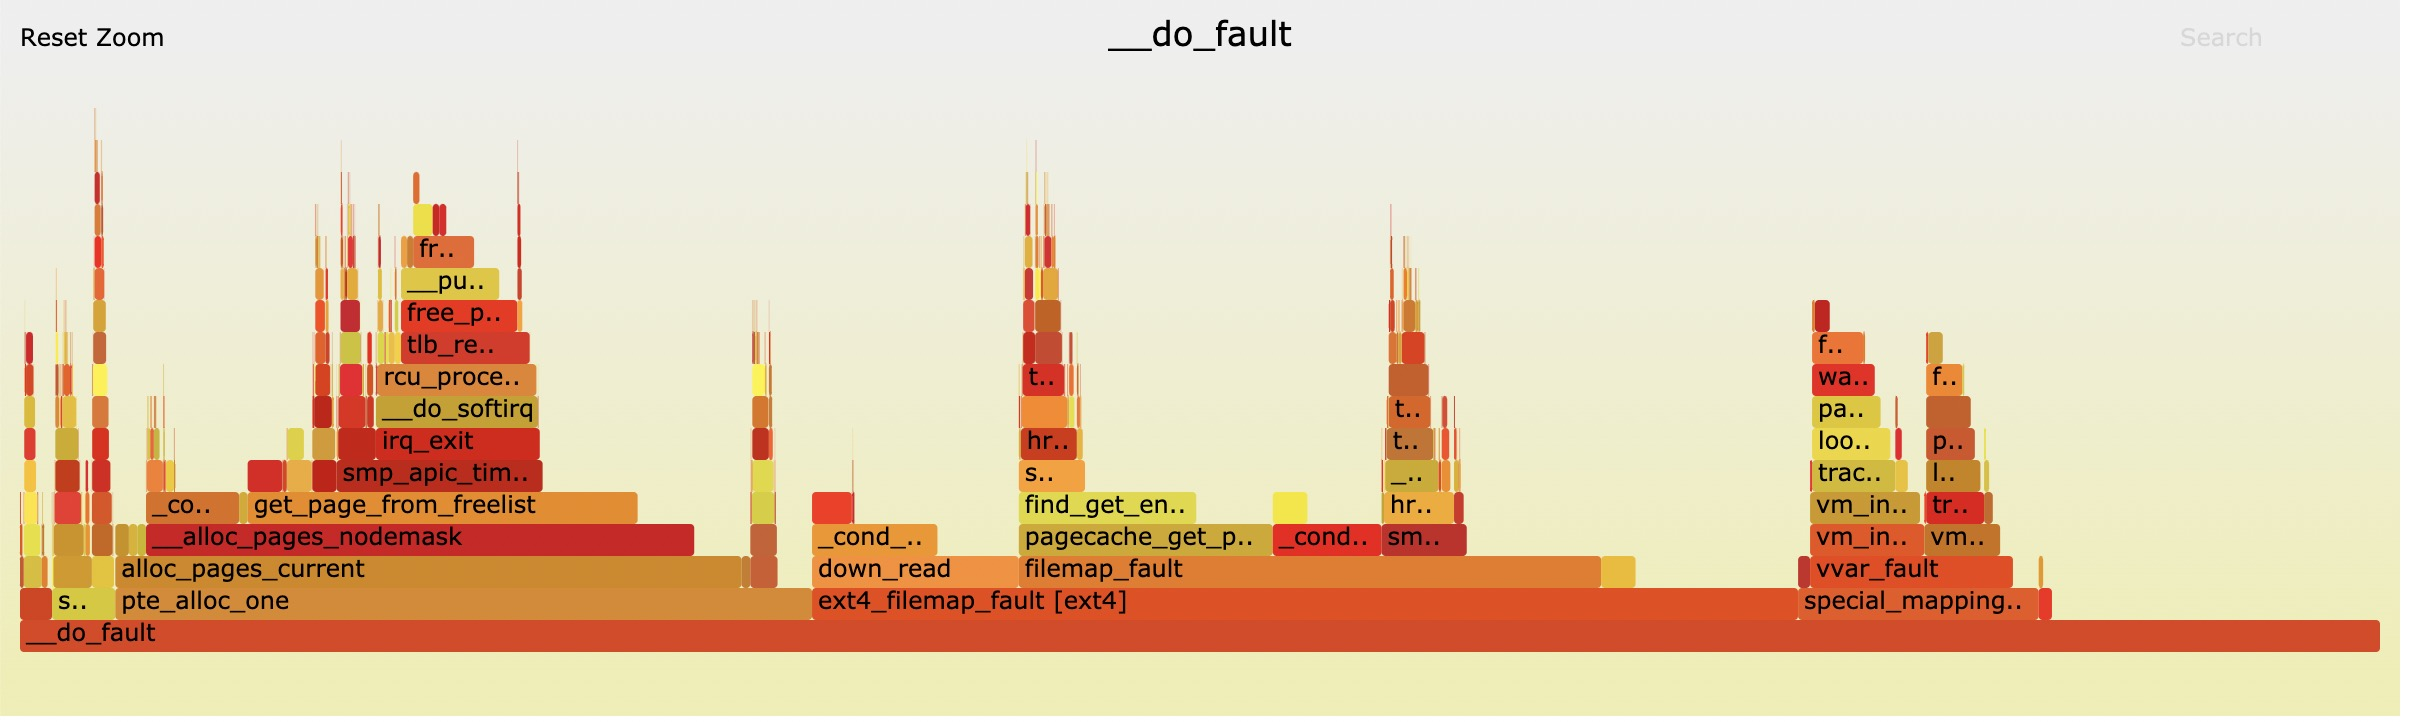 Reset Zoom
__do_fault
Search
fr..
__pu..
free_p..
tlb_re..
f..
rcu_proce..
t..
wa..
f..
__do_softirq
t..
pa..
irq_exit
hr..
t..
loo..
p..
smp_apic_tim..
s..
_..
trac..
l..
_co..
get_page_from_freelist
find_get_en..
hr..
vm_in..
tr..
__alloc_pages_nodemask
_cond_..
pagecache_get_p..
_cond..
sm..
vm_in..
vm..
alloc_pages_current
down_read
filemap_fault
vvar_fault
s..
pte_alloc_one
ext4_filemap_fault [ext4]
special_mapping..
__do_fault